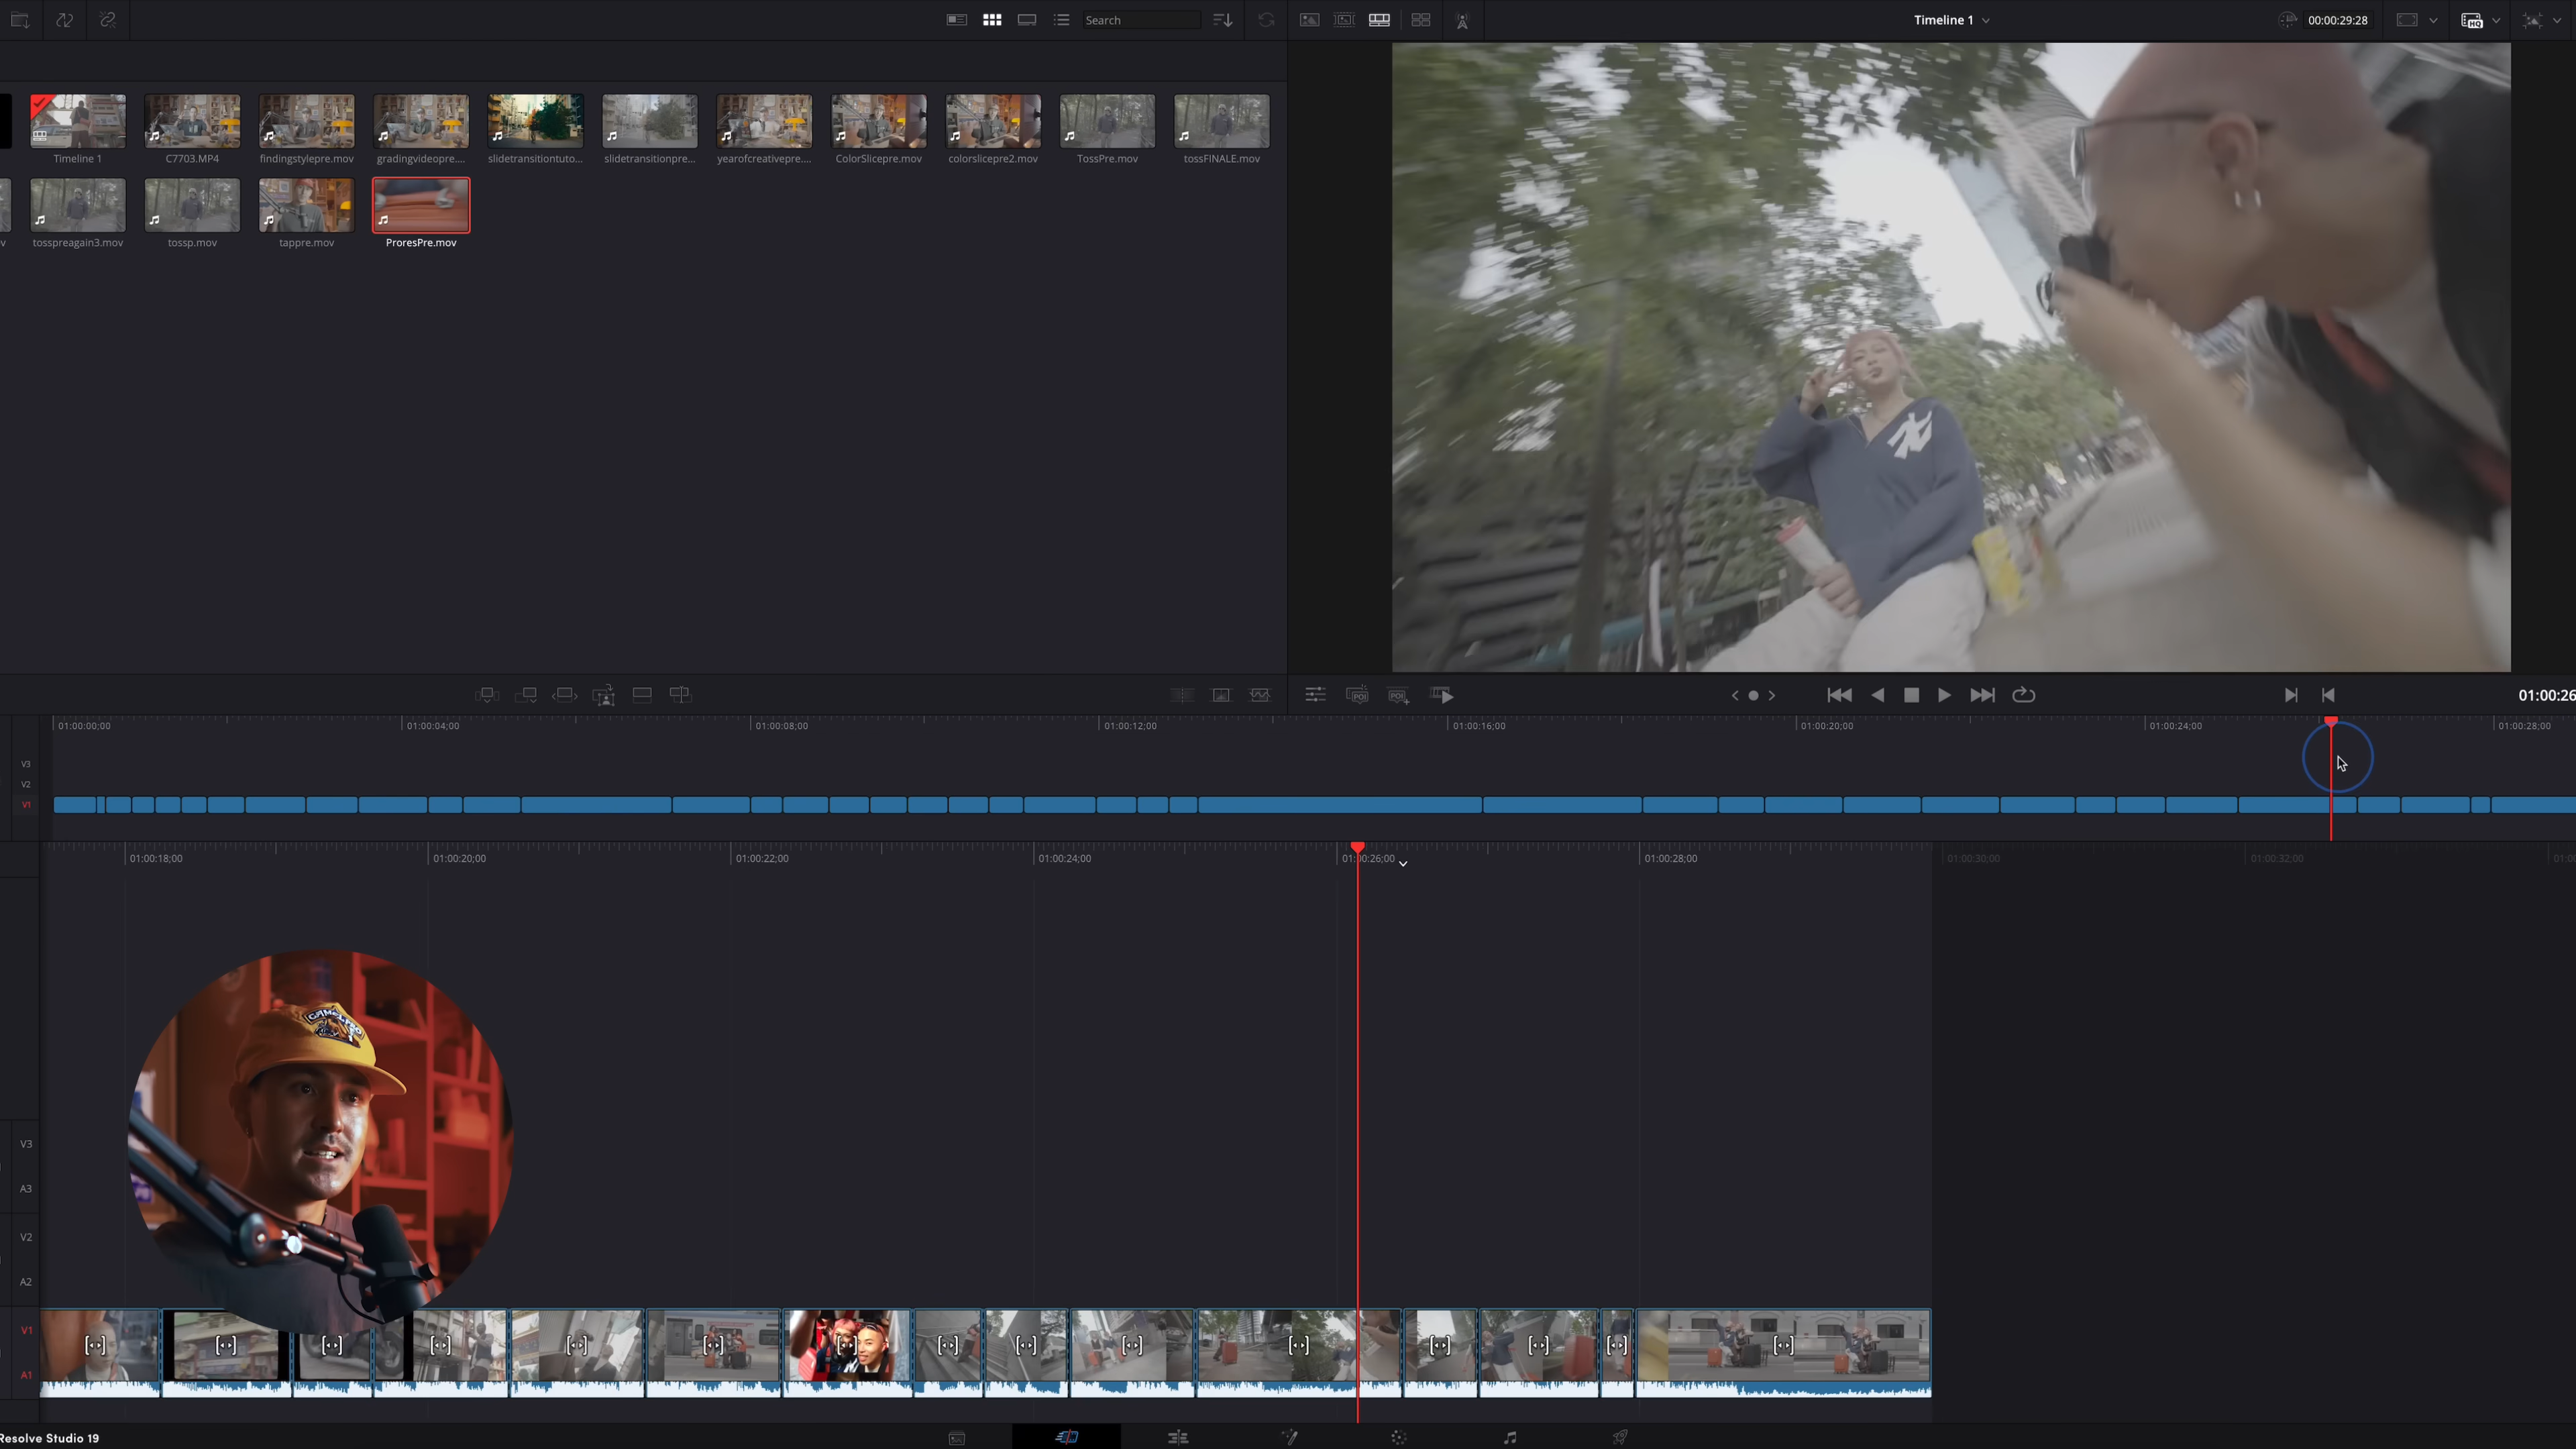 Search
Timeline 1
00:00:29:28
HQ
Timeline 1
C7703.MP4
findingstylepre.mov
gradingvideopre....
slidetransitiontuto...
slidetransitionpre...
yearofcreativepre....
ColorSlicepre.mov
colorslicepre2.mov
TossPre.mov
tossFINALE.mov
v
tosspreagain3.mov
tossp.mov
tappre.mov
ProresPre.mov
POI
POI
01:00:26
01:00:00;00
01:00:04;00
01:00:08;00
01:00:12;00
01:00:16;00
01:00:20;00
01:00:24;00
01:00:28;00
V3
V2
V1
01:00:18;00
01:00:20;00
01:00:22;00
01:00:24;00
01:00:26;00
01:00:28;00
01:00:30;00
01:00:32;00
01:00
V3
A3
V2
A2
V1
A1
Resolve Studio 19